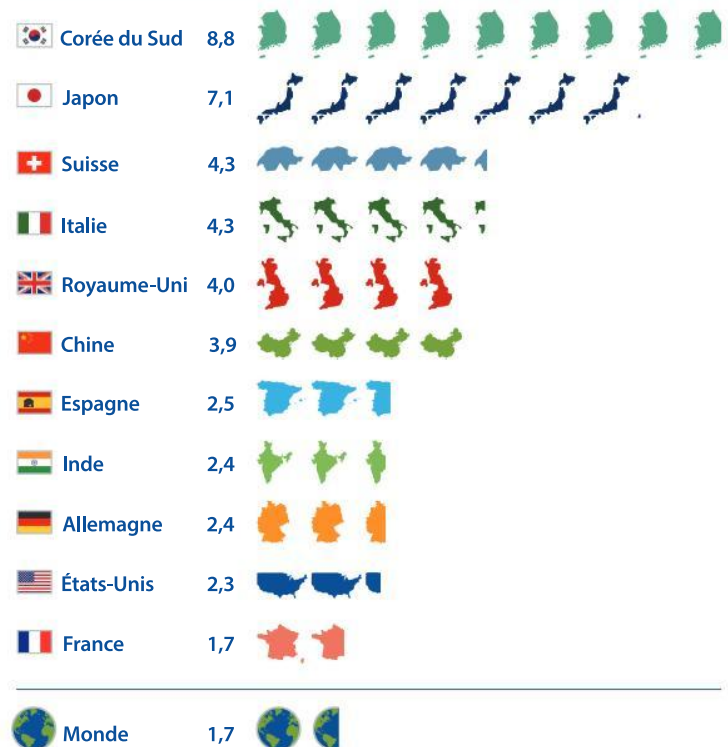 Corée du Sud 8,8
Japon 7,1
Suisse 4,3
Italie 4,3
Royaume-Uni 4,0
Chine 3,9
Espagne 2,5
Inde 2,4
Allemagne 2,4
États-Unis 2,3
France 1,7
Monde 1,7